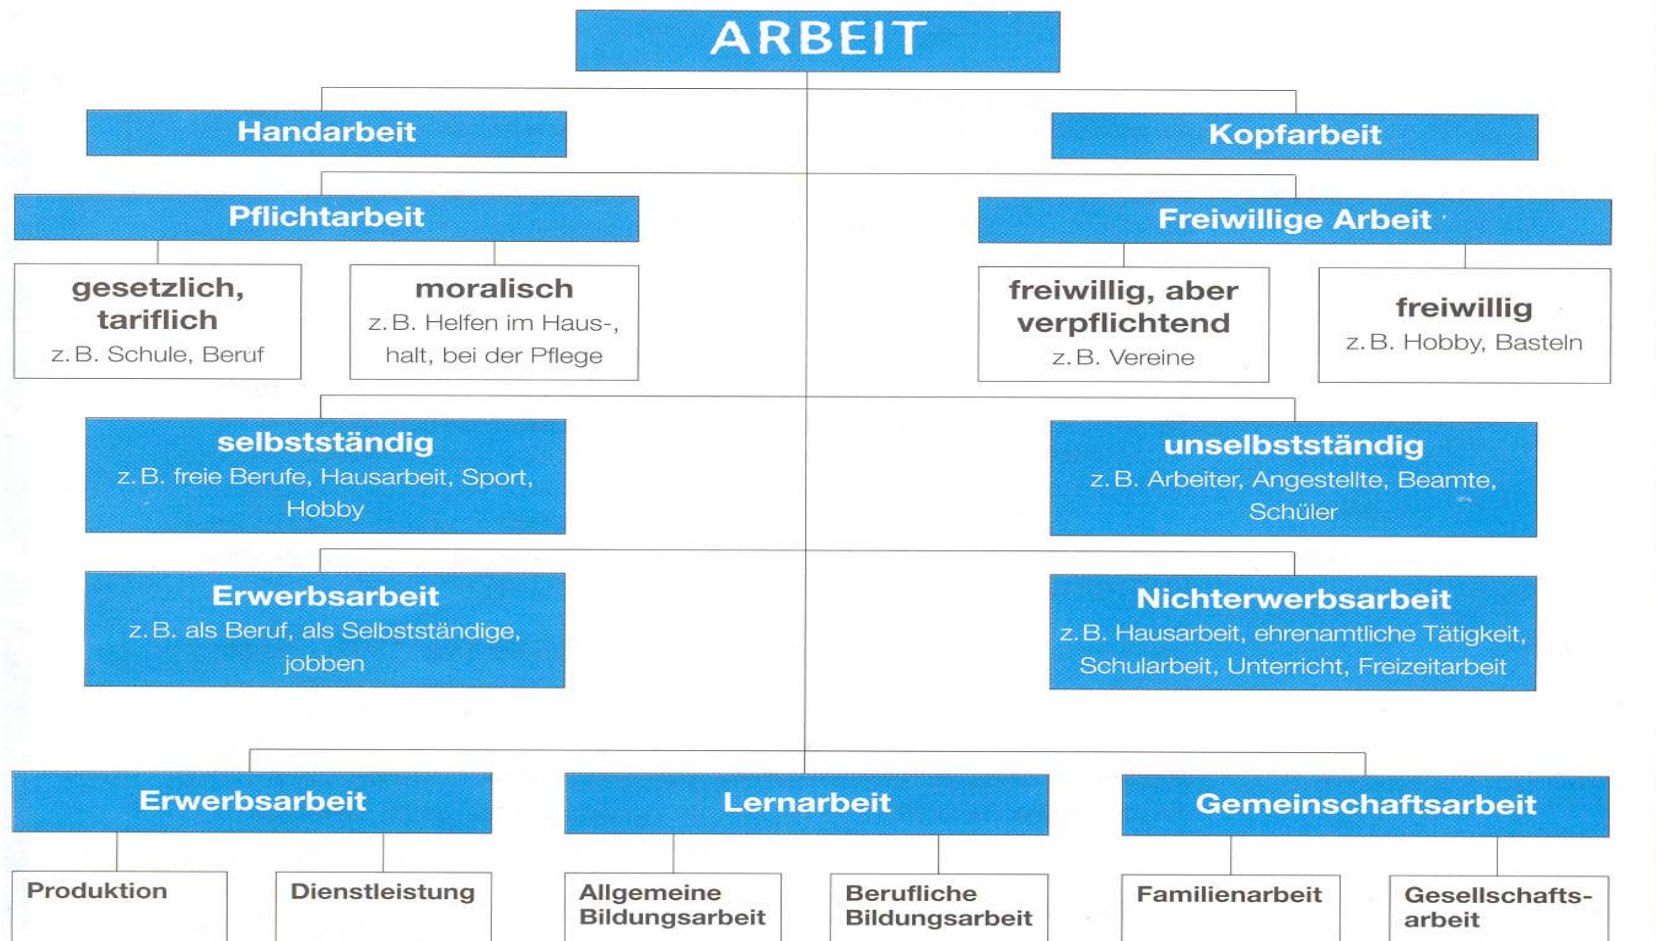 ARBEIT
Handarbeit
Kopfarbeit
Pflichtarbeit
Freiwillige Arbeit
gesetzlich,
tariflich
z. B. Schule, Beruf
moralisch
z. B. Helfen im Haus-,
halt, bei der Pflege
freiwillig, aber
verpflichtend
z. B. Vereine
freiwillig
z. B. Hobby, Basteln
selbstständig
z. B. freie Berufe, Hausarbeit, Sport,
Hobby
unselbstständig
z. B. Arbeiter, Angestellte, Beamte,
Schüler
Erwerbsarbeit
z. B. als Beruf, als Selbstständige,
jobben
Nichterwerbsarbeit
z. B. Hausarbeit, ehrenamtliche Tätigkeit,
Schularbeit, Unterricht, Freizeitarbeit
Erwerbsarbeit
Lernarbeit
Gemeinschaftsarbeit
Produktion
Dienstleistung
Allgemeine
Bildungsarbeit
Berufliche
Bildungsarbeit
Familienarbeit
Gesellschafts-
arbeit